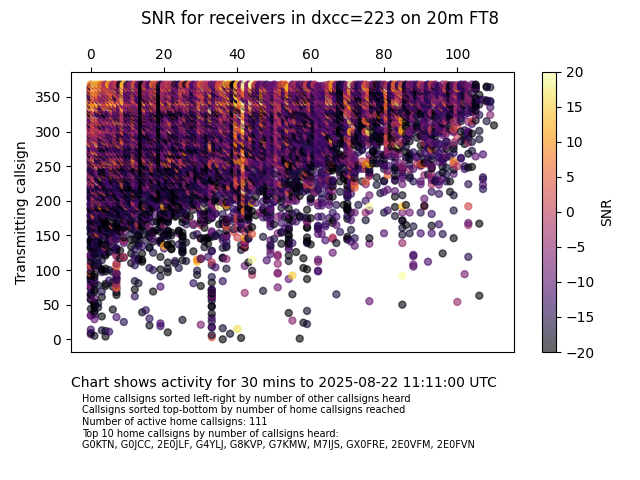 SNR for receivers in dxcc=223 on 20m FT8
0 20 40 60 80 100
350
300
250
200
150
100
50
0
Transmitting callsign
20
15
10
5
0
−5
−10
−15
−20
SNR
Chart shows activity for 30 mins to 2025-08-22 11:11:00 UTC
Home callsigns sorted left-right by number of other callsigns heard
Callsigns sorted top-bottom by number of home callsigns reached
Number of active home callsigns: 111
Top 10 home callsigns by number of callsigns heard:
G0KTN, G0JCC, 2E0JLF, G4YLJ, G8KVP, G7KMW, M7IJS, GX0FRE, 2E0VFM, 2E0FVN